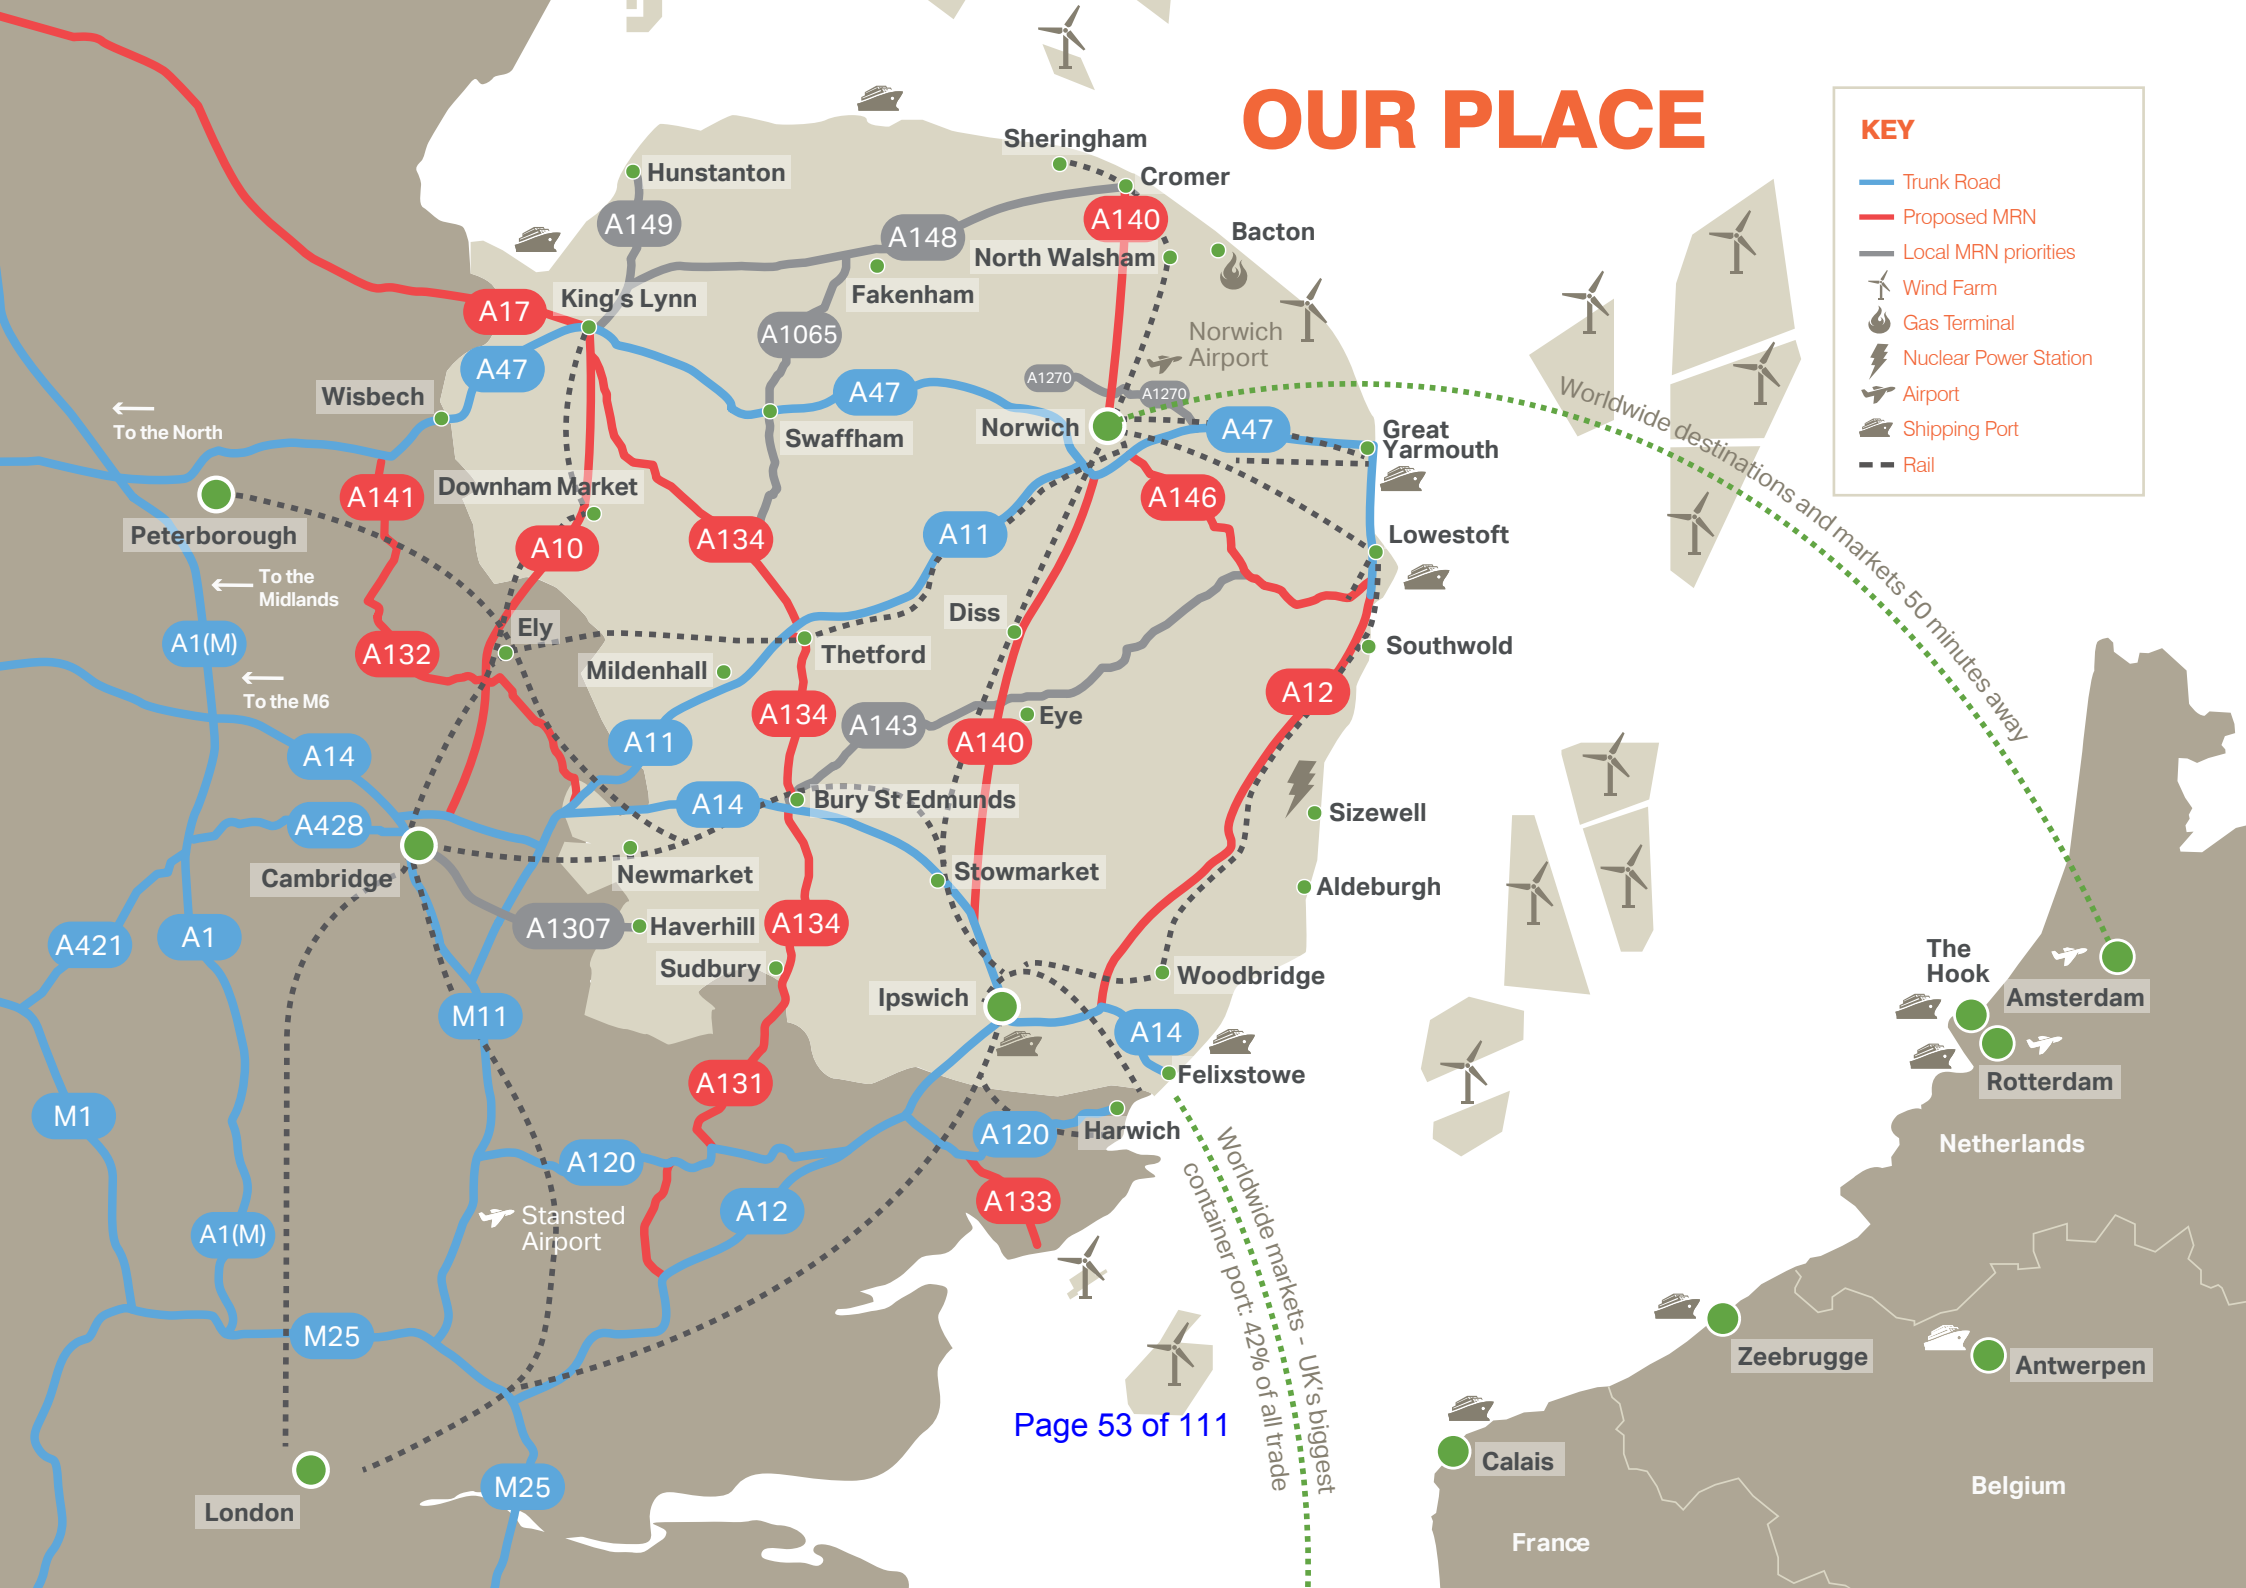 OUR PLACE
KEY
Trunk Road
Proposed MRN
Local MRN priorities
Wind Farm
Gas Terminal
Nuclear Power Station
Airport
Shipping Port
Rail
Sheringham
Cromer
Hunstanton
A149
A148
A140
Bacton
North Walsham
King's Lynn
Fakenham
A17
A1065
Norwich
Airport
A47
A1270
A1270
Wisbech
A47
To the North
Swaffham
Norwich
A47
Great
Yarmouth
Worldwide destinations and markets 50 minutes away
Downham Market
A141
A146
Peterborough
A10
A134
A11
Lowestoft
To the
Midlands
Diss
Ely
A1(M)
A132
Thetford
Southwold
Mildenhall
To the M6
A12
A134
A143
Eye
A11
A140
A14
A14
Bury St Edmunds
Sizewell
A428
Newmarket
Stowmarket
Cambridge
Aldeburgh
A1307
Haverhill
A134
A421
A1
Sudbury
Woodbridge
The
Hook
Ipswich
Amsterdam
M11
A14
Felixstowe
Rotterdam
A131
M1
A120
Harwich
Netherlands
A120
A133
A12
Stansted
Airport
A1(M)
Worldwide markets - UK's biggest
container port: 42% of all trade
M25
Zeebrugge
Antwerpen
Page 53 of 111
Calais
M25
Belgium
London
France